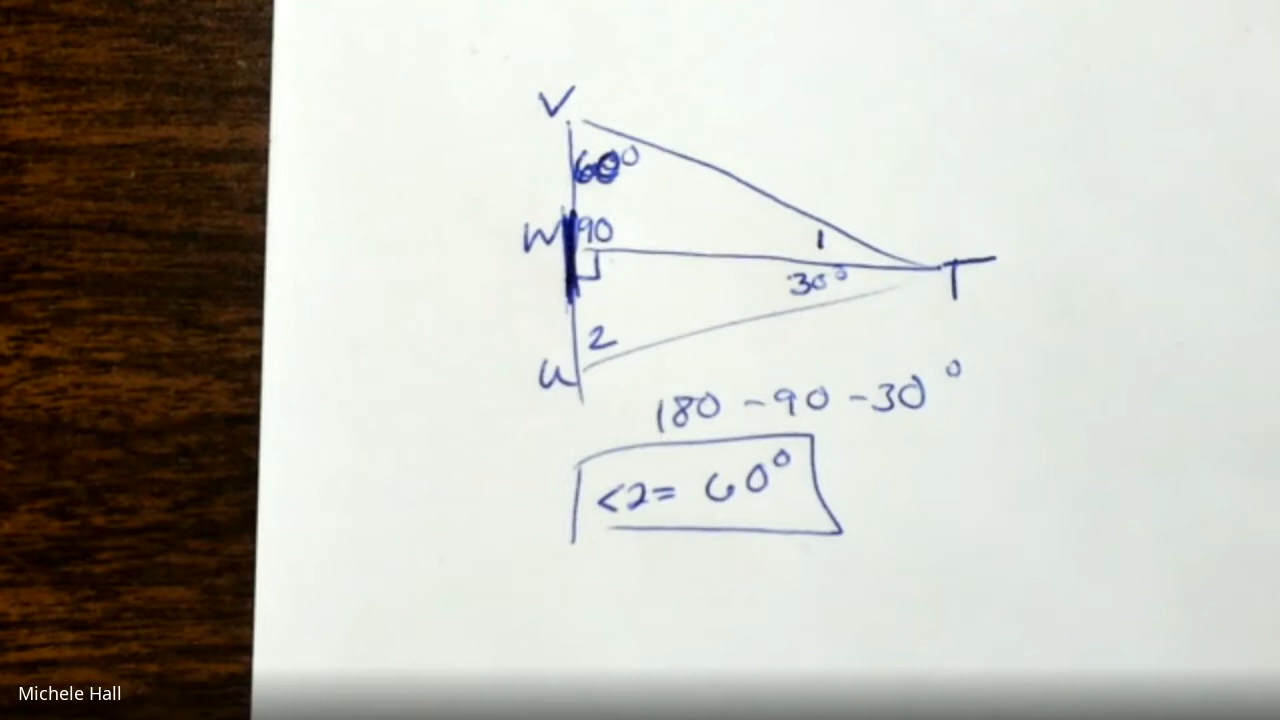 V
60°
W 90
1
30° T
2
U
180 - 90 - 30°
<2 = 60°
Michele Hall